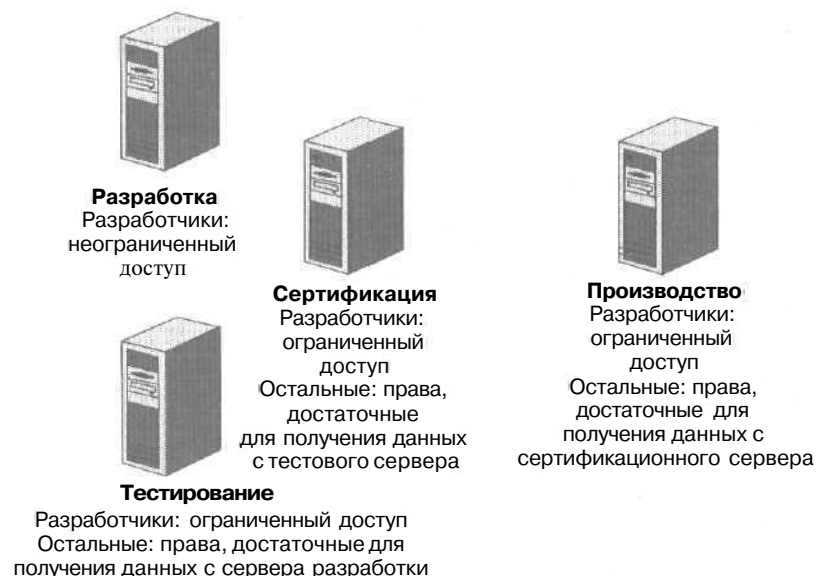 Разработка
Разработчики:
неограниченный
доступ
Сертификация
Разработчики:
ограниченный
доступ
Остальные: права,
достаточные
для получения данных
с тестового сервера
Производство
Разработчики:
ограниченный
доступ
Остальные: права,
достаточные для
получения данных с
сертификационного сервера
Тестирование
Разработчики: ограниченный доступ
Остальные: права, достаточные для
получения данных с сервера разработки